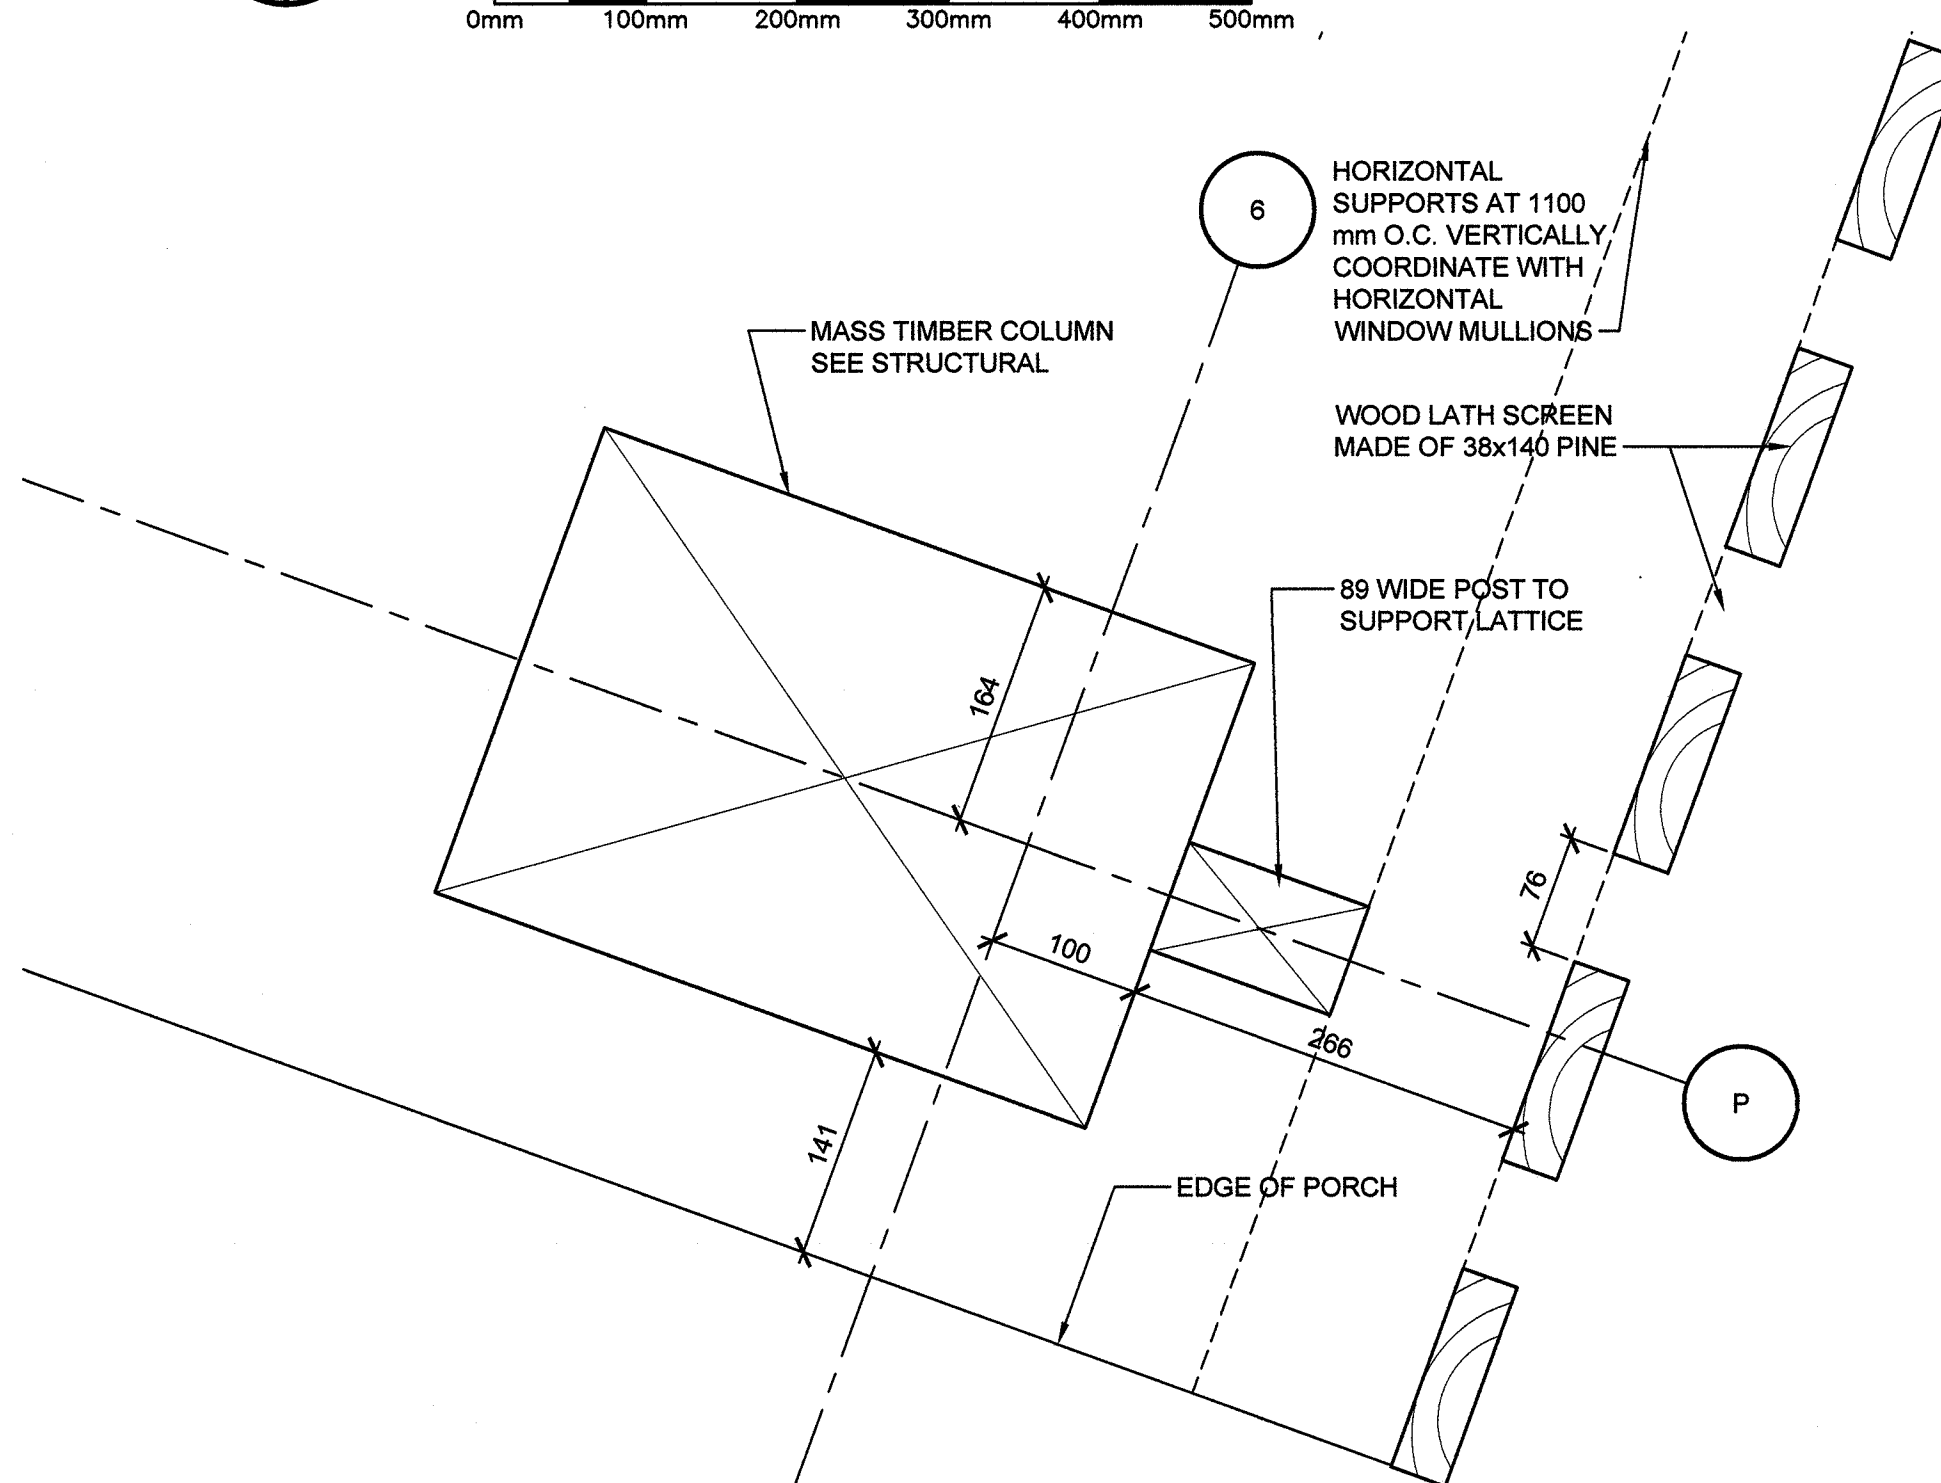 0mm 100mm 200mm 300mm 400mm 500mm
6
HORIZONTAL
SUPPORTS AT 1100
mm O.C. VERTICALLY
COORDINATE WITH
HORIZONTAL
WINDOW MULLIONS
MASS TIMBER COLUMN
SEE STRUCTURAL
WOOD LATH SCREEN
MADE OF 38x140 PINE
89 WIDE POST TO
SUPPORT LATTICE
164
76
100
266
P
141
EDGE OF PORCH